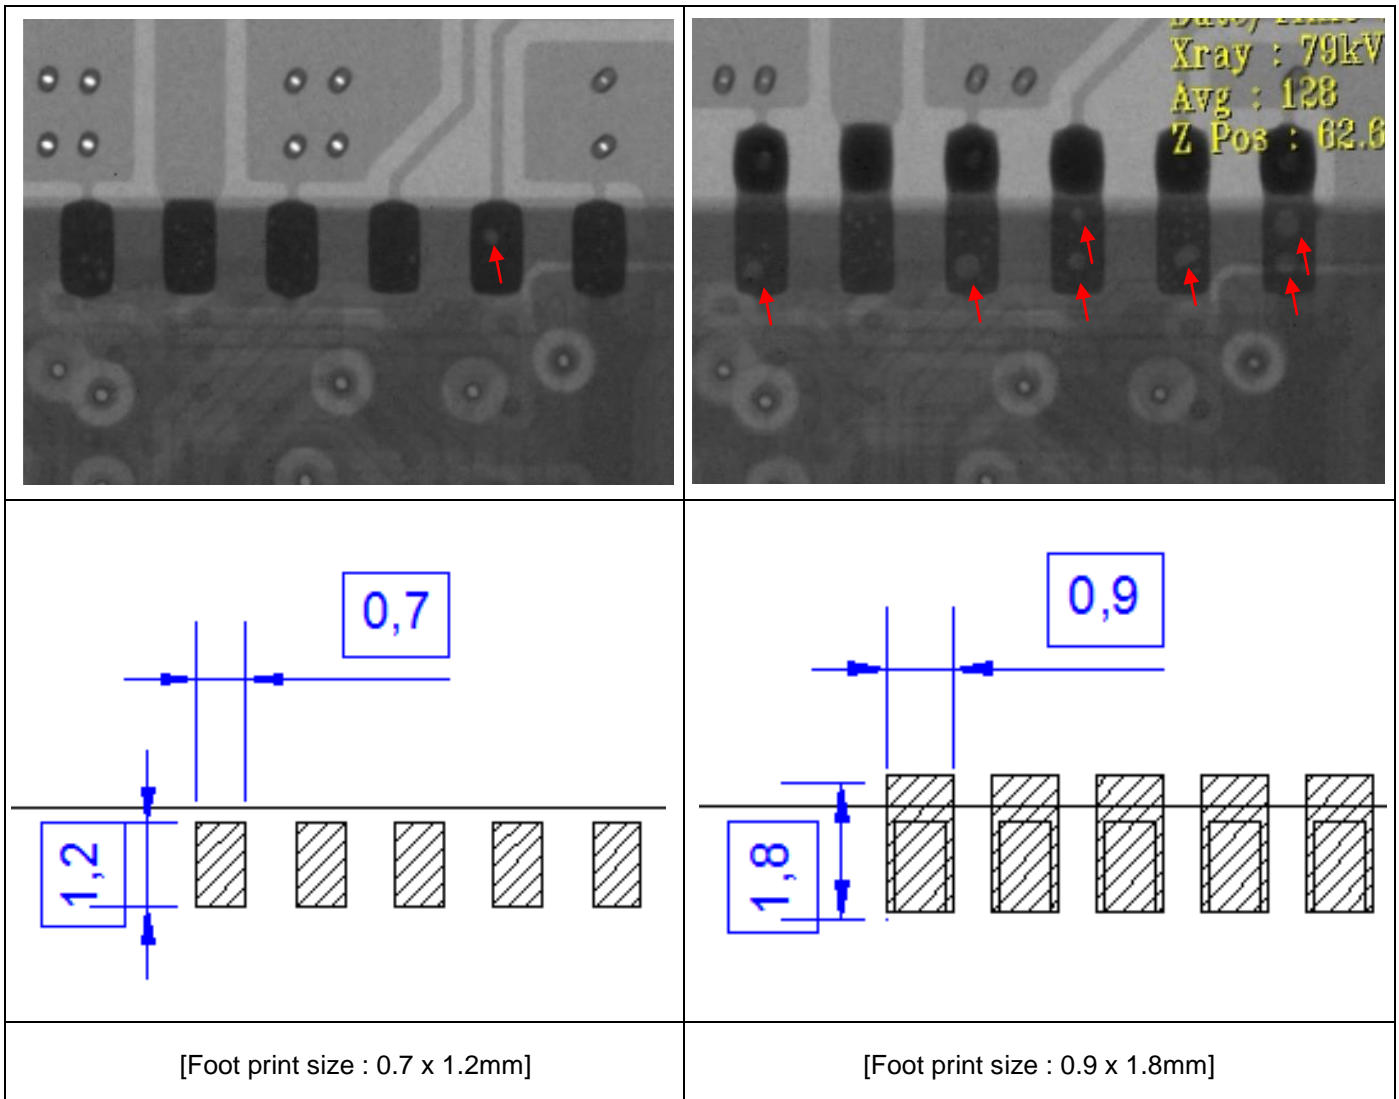 Xray : 79kV
Avg : 128
Z Pos : 62.6
0,7
1,2
0,9
1,8
[Foot print size : 0.7 x 1.2mm]
[Foot print size : 0.9 x 1.8mm]